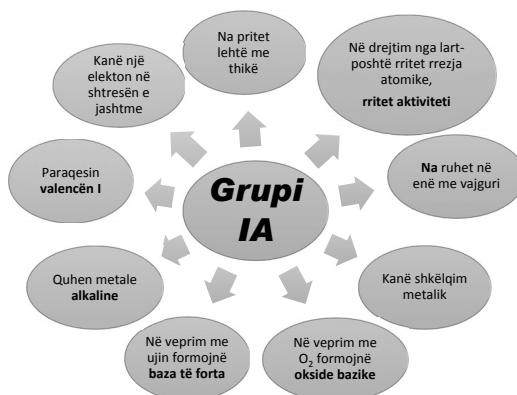 Na pritet
lehtë me
thikë
Në drejtim nga lart-
poshtë rritet rrezja
atomike,
rritet aktiviteti
Kanë një
elekton në
shtresën e
jashtme
Na ruhet në
enë me vajguri
Paraqesin
valencën I
Grupi
IA
Quhen metale
alkaline
Kanë shkëlqim
metalik
Në veprim me
ujin formojnë
baza të forta
Në veprim me
O₂ formojnë
okside bazike